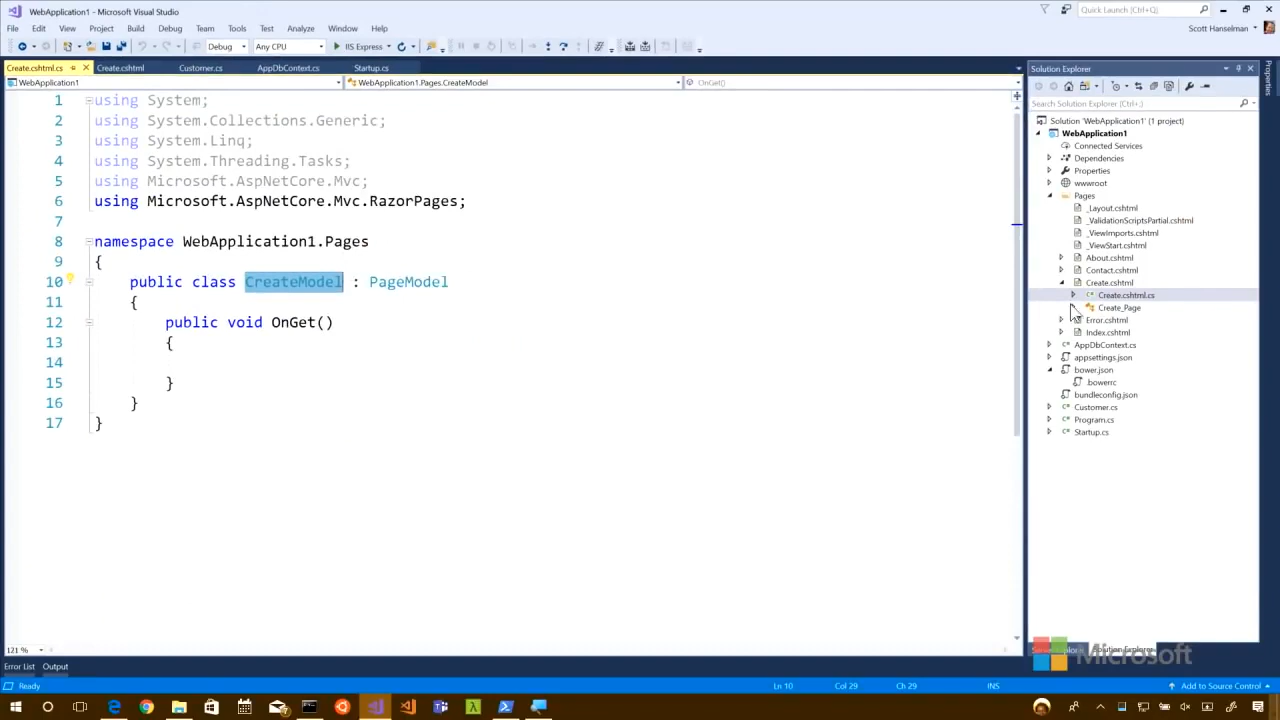 WebApplication1 - Microsoft Visual Studio
Quick Launch (Ctrl+Q)
File Edit View Project Build Debug Team Tools Test Analyze Window Help
Scott Hanselman
Debug Any CPU IIS Express
Create.cshtml.cs Create.cshtml Customer.cs AppDbContext.cs Startup.cs
WebApplication1 WebApplication1.Pages.CreateModel OnGet()
1 using System;
2 using System.Collections.Generic;
3 using System.Linq;
4 using System.Threading.Tasks;
5 using Microsoft.AspNetCore.Mvc;
6 using Microsoft.AspNetCore.Mvc.RazorPages;
7
8 namespace WebApplication1.Pages
9 {
10 public class CreateModel : PageModel
11 {
12 public void OnGet()
13 {
14
15 }
16 }
17 }
121 %
Error List Output
Ready Ln 10 Col 29 Ch 29 INS Add to Source Control
Solution Explorer
Search Solution Explorer (Ctrl+;)
Solution 'WebApplication1' (1 project)
WebApplication1
Connected Services
Dependencies
Properties
wwwroot
Pages
_Layout.cshtml
_ValidationScriptsPartial.cshtml
_ViewImports.cshtml
_ViewStart.cshtml
About.cshtml
Contact.cshtml
Create.cshtml
Create.cshtml.cs
Create_Page
Error.cshtml
Index.cshtml
AppDbContext.cs
appsettings.json
bower.json
.bowerrc
bundleconfig.json
Customer.cs
Program.cs
Startup.cs
Solution Explorer
Microsoft
Properties